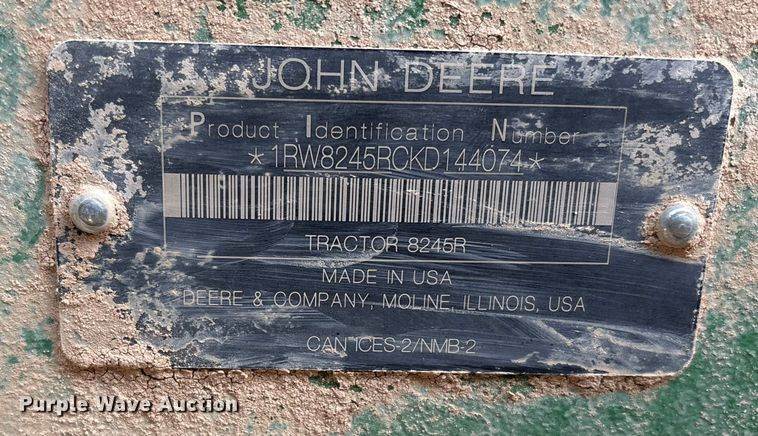 JOHN DEERE
Product Identification Number
*1RW8245RCKD144074*
TRACTOR 8245R
MADE IN USA
DEERE & COMPANY, MOLINE, ILLINOIS, USA
CAN ICES-2/NMB-2
Purple Wave Auction